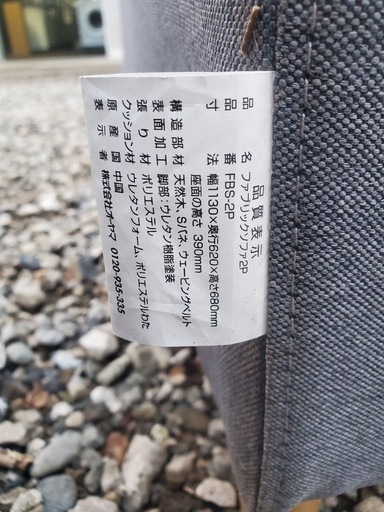 品質表示
品 名 ファブリックソファ2P
品 番 FBS-2P
寸 法 幅1130×奥行620×高さ680mm
座面の高さ 390mm
構造部材 天然木、Sバネ、ウェービングベルト
表面加工 脚部:ウレタン樹脂塗装
張り材 ポリエステル
クッション材 ウレタンフォーム、ポリエステルわた
原産国 中国
表示者 株式会社オヤマ 0120-935-335